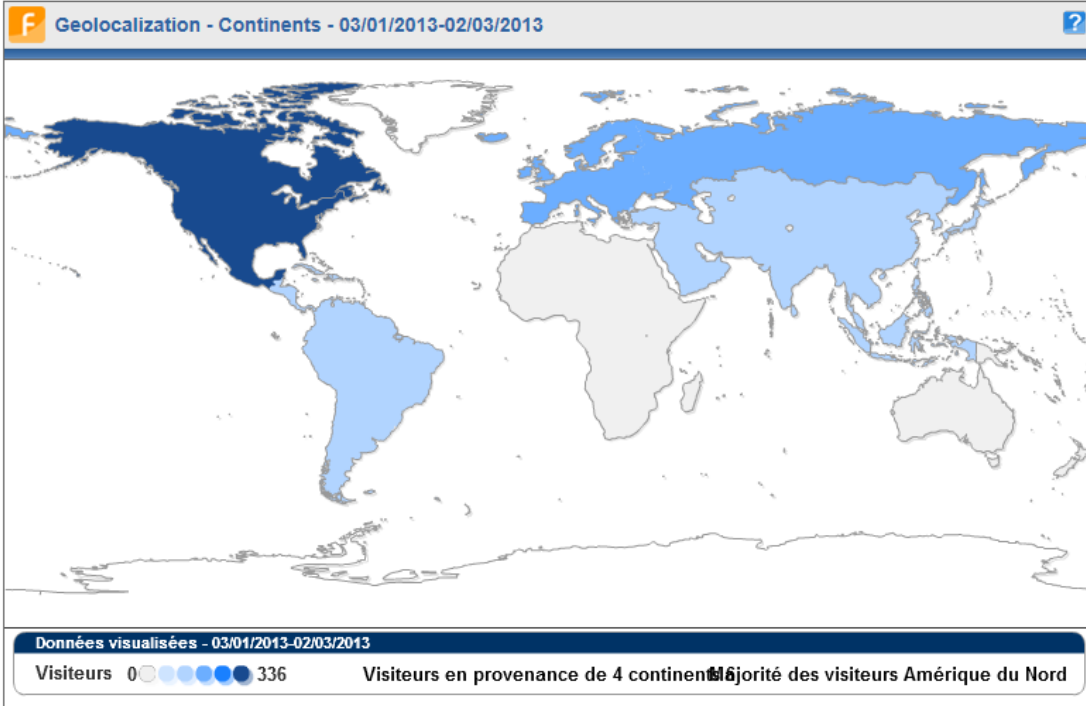 F Geolocalization - Continents - 03/01/2013-02/03/2013 ?
Données visualisées - 03/01/2013-02/03/2013
Visiteurs 0 336 Visiteurs en provenance de 4 continents Majorité des visiteurs Amérique du Nord